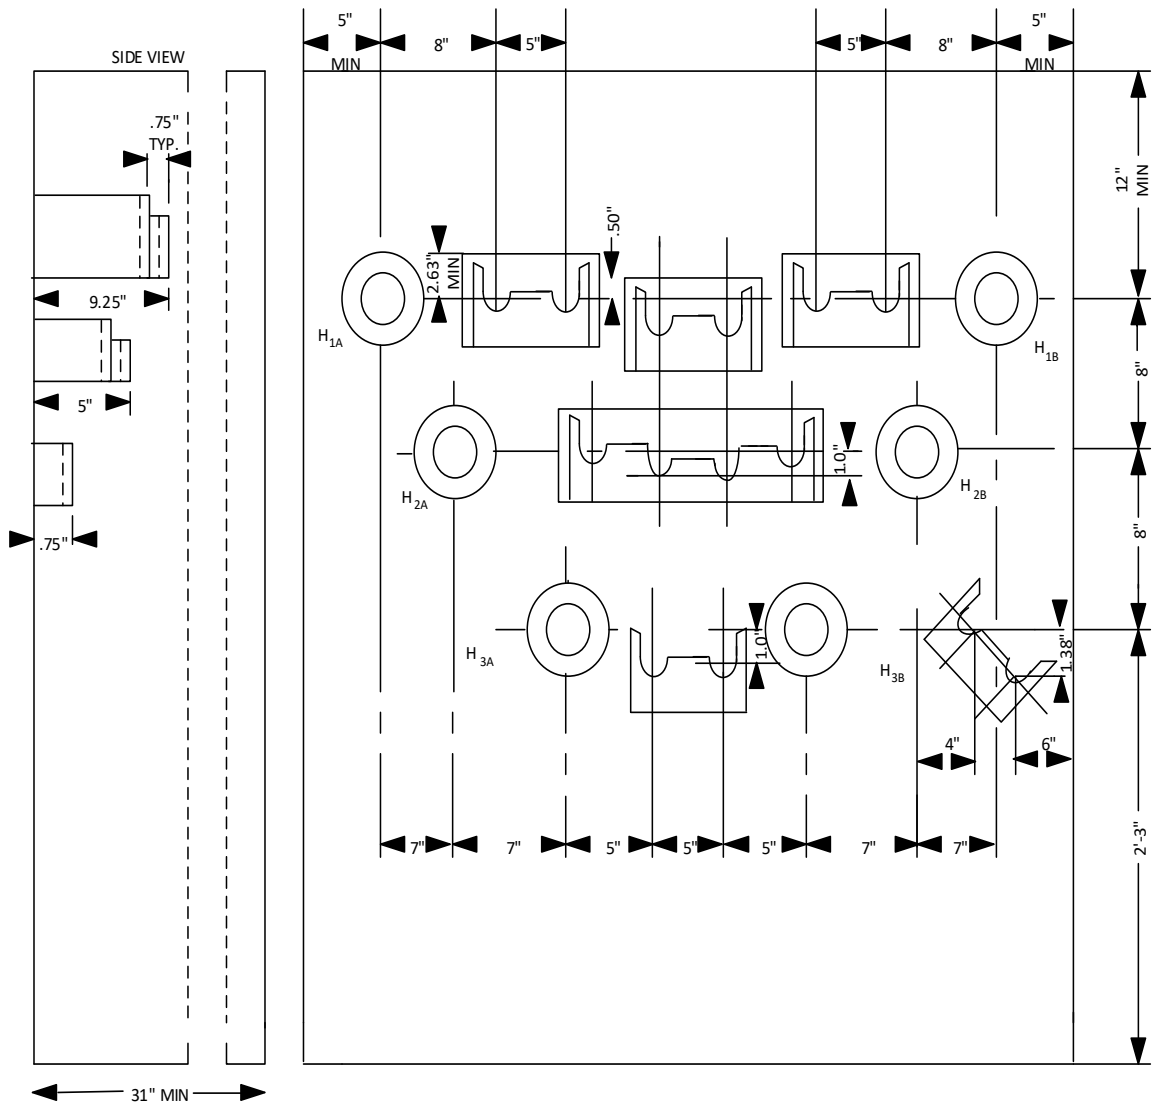 5"
5"
8"
5"
5"
8"
MIN
MIN
SIDE VIEW
.75"
TYP.
12"
MIN
.50"
2.63"
MIN
9.25"
H1A
H1B
8"
5"
1.0"
H2A
H2B
.75"
8"
1.0"
1.38"
H3A
H3B
4"
6"
7"
7"
5"
5"
5"
7"
7"
2'-3"
31" MIN